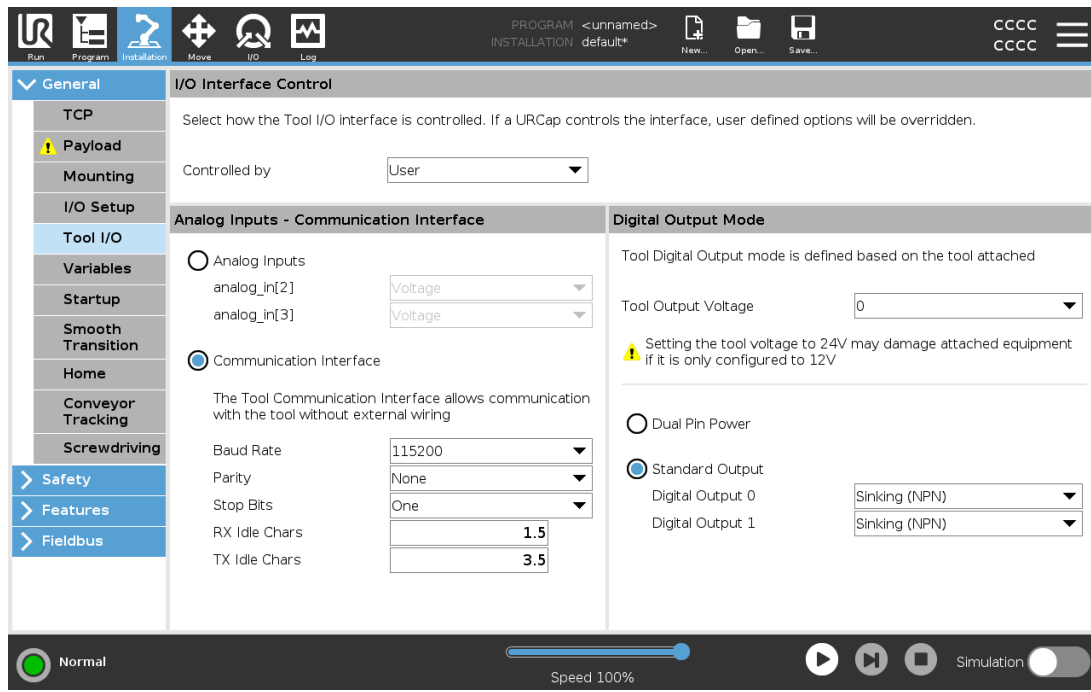 PROGRAM <unnamed>
INSTALLATION default*
CCCC
CCCC
Run
Program
Installation
Move
I/O
Log
New...
Open...
Save...
General
TCP
Payload
Mounting
I/O Setup
Tool I/O
Variables
Startup
Smooth
Transition
Home
Conveyor
Tracking
Screwdriving
Safety
Features
Fieldbus
I/O Interface Control
Select how the Tool I/O interface is controlled. If a URCap controls the interface, user defined options will be overridden.
Controlled by User
Analog Inputs - Communication Interface
Analog Inputs
analog_in[2] Voltage
analog_in[3] Voltage
Communication Interface
The Tool Communication Interface allows communication
with the tool without external wiring
Baud Rate 115200
Parity None
Stop Bits One
RX Idle Chars 1.5
TX Idle Chars 3.5
Digital Output Mode
Tool Digital Output mode is defined based on the tool attached
Tool Output Voltage 0
Setting the tool voltage to 24V may damage attached equipment
if it is only configured to 12V
Dual Pin Power
Standard Output
Digital Output 0 Sinking (NPN)
Digital Output 1 Sinking (NPN)
Normal
Speed 100%
Simulation